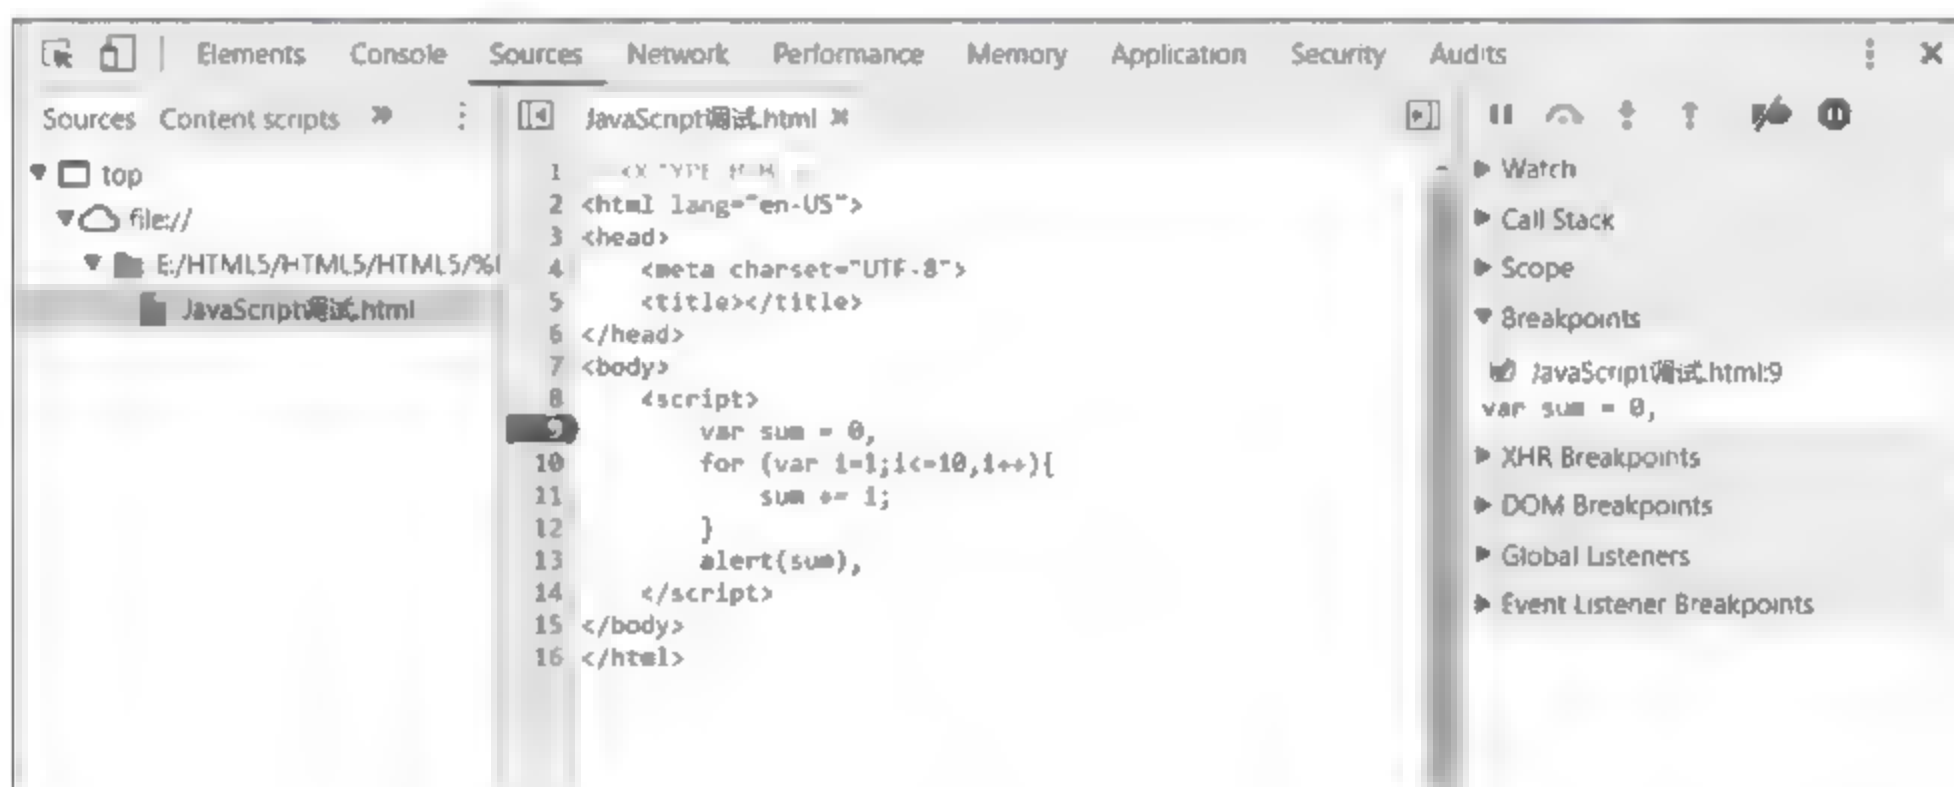 Elements Console Sources Network Performance Memory Application Security Audits
Sources Content scripts
top
file://
E:/HTML5/HTML5/HTML5/%
JavaScript调试.html
JavaScript调试.html
1
2 <html lang="en-US">
3 <head>
4 <meta charset="UTF-8">
5 <title></title>
6 </head>
7 <body>
8 <script>
9 var sum = 0,
10 for (var i=1;i<=10,i++){
11 sum += i;
12 }
13 alert(sum),
14 </script>
15 </body>
16 </html>
Watch
Call Stack
Scope
Breakpoints
JavaScript调试.html:9
var sum = 0,
XHR Breakpoints
DOM Breakpoints
Global Listeners
Event Listener Breakpoints